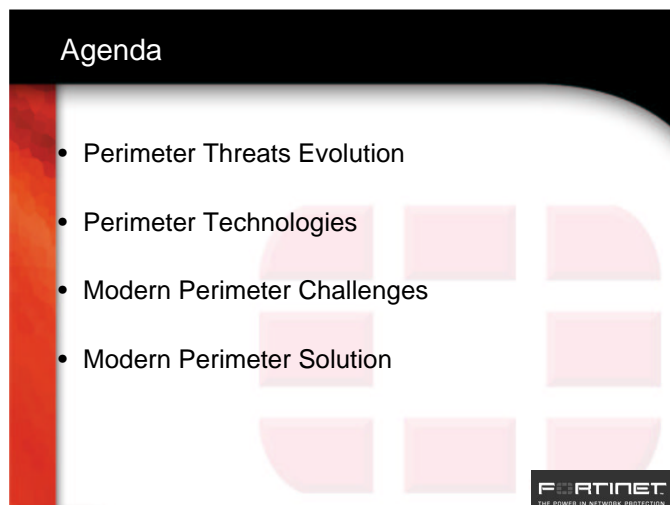 Agenda
• Perimeter Threats Evolution
• Perimeter Technologies
• Modern Perimeter Challenges
• Modern Perimeter Solution
FORTINET
THE POWER IN NETWORK PROTECTION